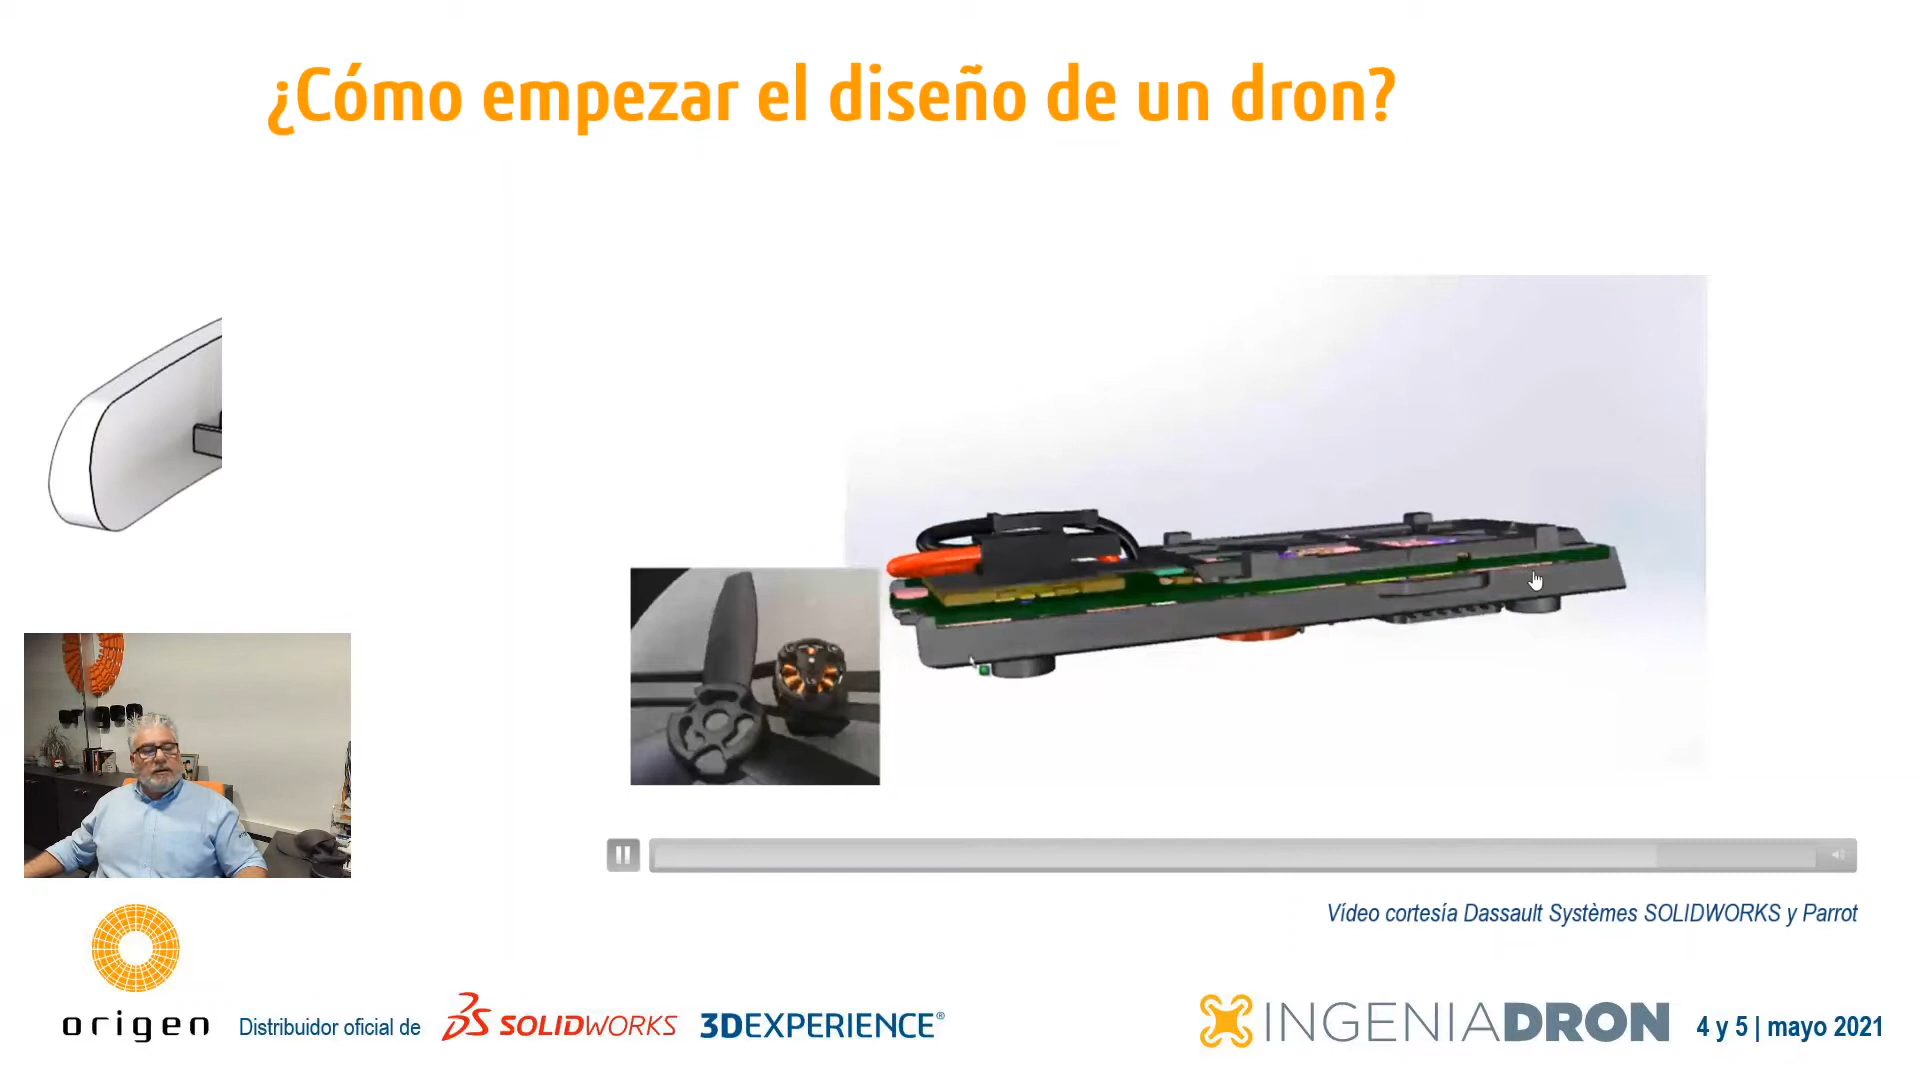 ¿Cómo empezar el diseño de un dron?
Vídeo cortesía Dassault Systèmes SOLIDWORKS y Parrot
origen
Distribuidor oficial de
SOLIDWORKS
3DEXPERIENCE®
INGENIADRON
4 y 5 | mayo 2021